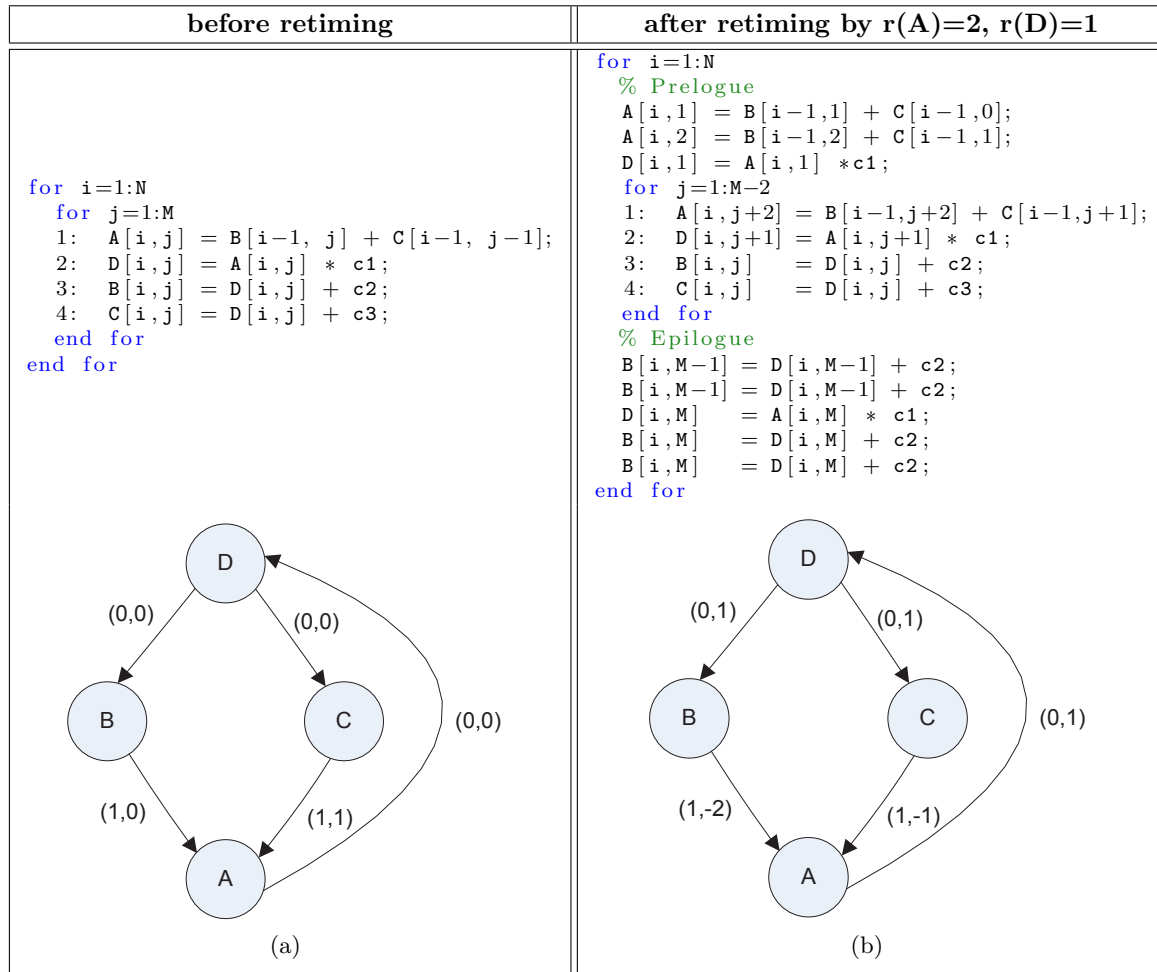 before retiming
after retiming by r(A)=2, r(D)=1
for i=1:N
for j=1:M
1: A[i,j] = B[i-1, j] + C[i-1, j-1];
2: D[i,j] = A[i,j] * c1;
3: B[i,j] = D[i,j] + c2;
4: C[i,j] = D[i,j] + c3;
end for
end for
for i=1:N
% Prelogue
A[i,1] = B[i-1,1] + C[i-1,0];
A[i,2] = B[i-1,2] + C[i-1,1];
D[i,1] = A[i,1] *c1;
for j=1:M-2
1: A[i,j+2] = B[i-1,j+2] + C[i-1,j+1];
2: D[i,j+1] = A[i,j+1] * c1;
3: B[i,j] = D[i,j] + c2;
4: C[i,j] = D[i,j] + c3;
end for
% Epilogue
B[i,M-1] = D[i,M-1] + c2;
B[i,M-1] = D[i,M-1] + c2;
D[i,M] = A[i,M] * c1;
B[i,M] = D[i,M] + c2;
B[i,M] = D[i,M] + c2;
end for
D
(0,0)
(0,0)
B
C
(0,0)
(1,0)
(1,1)
A
(a)
D
(0,1)
(0,1)
B
C
(0,1)
(1,-2)
(1,-1)
A
(b)